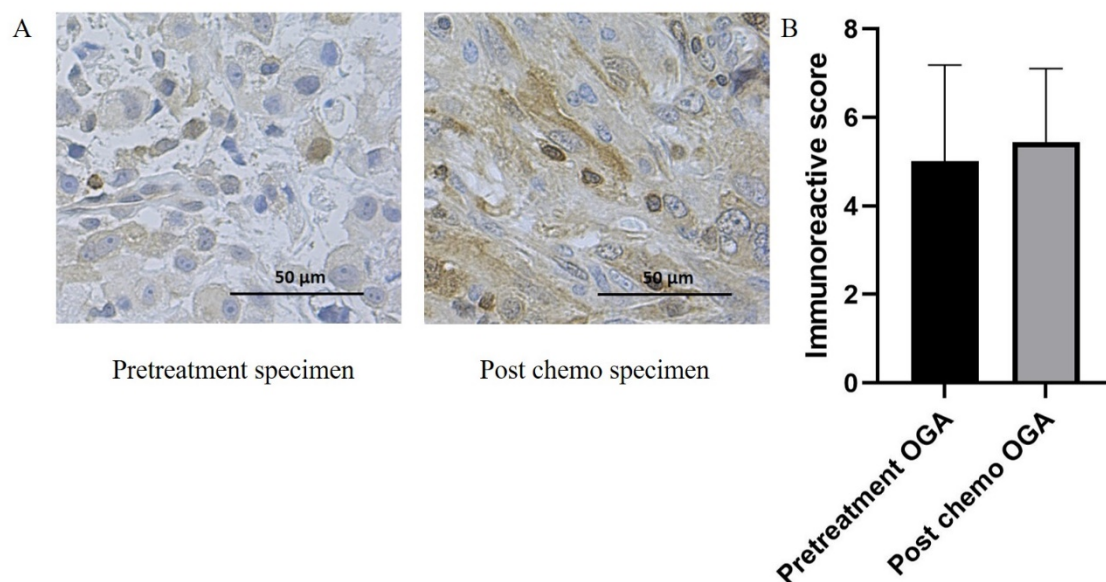 A
B
50 µm
50 µm
Pretreatment specimen
Post chemo specimen
Immunoreactive score
8
6
4
2
0
Pretreatment OGA
Post chemo OGA